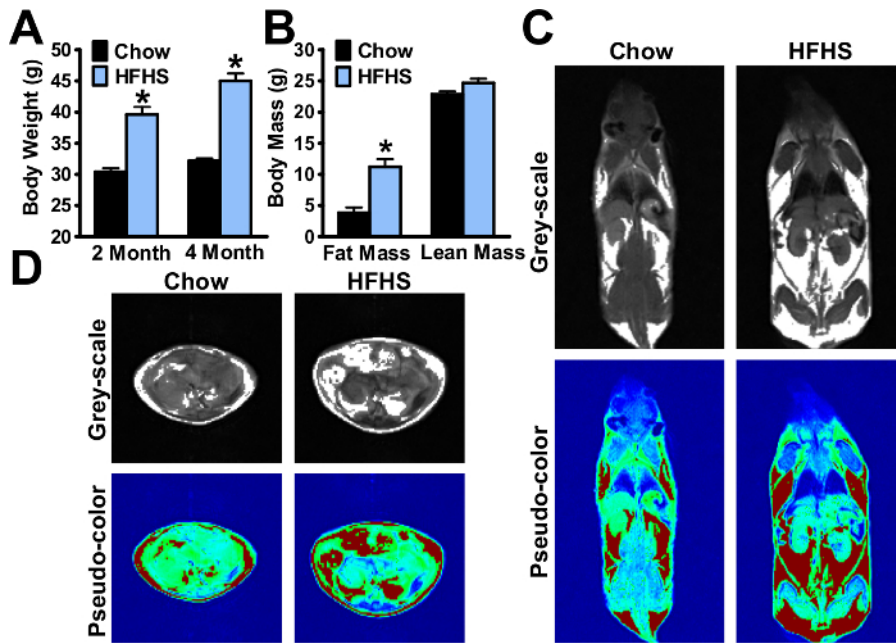 A
Chow
HFHS
Body Weight (g)
50
45
40
35
30
25
20
*
*
2 Month
4 Month
B
Chow
HFHS
Body Mass (g)
30
25
20
15
10
5
0
*
Fat Mass
Lean Mass
C
Chow
HFHS
Grey-scale
Pseudo-color
D
Chow
HFHS
Grey-scale
Pseudo-color